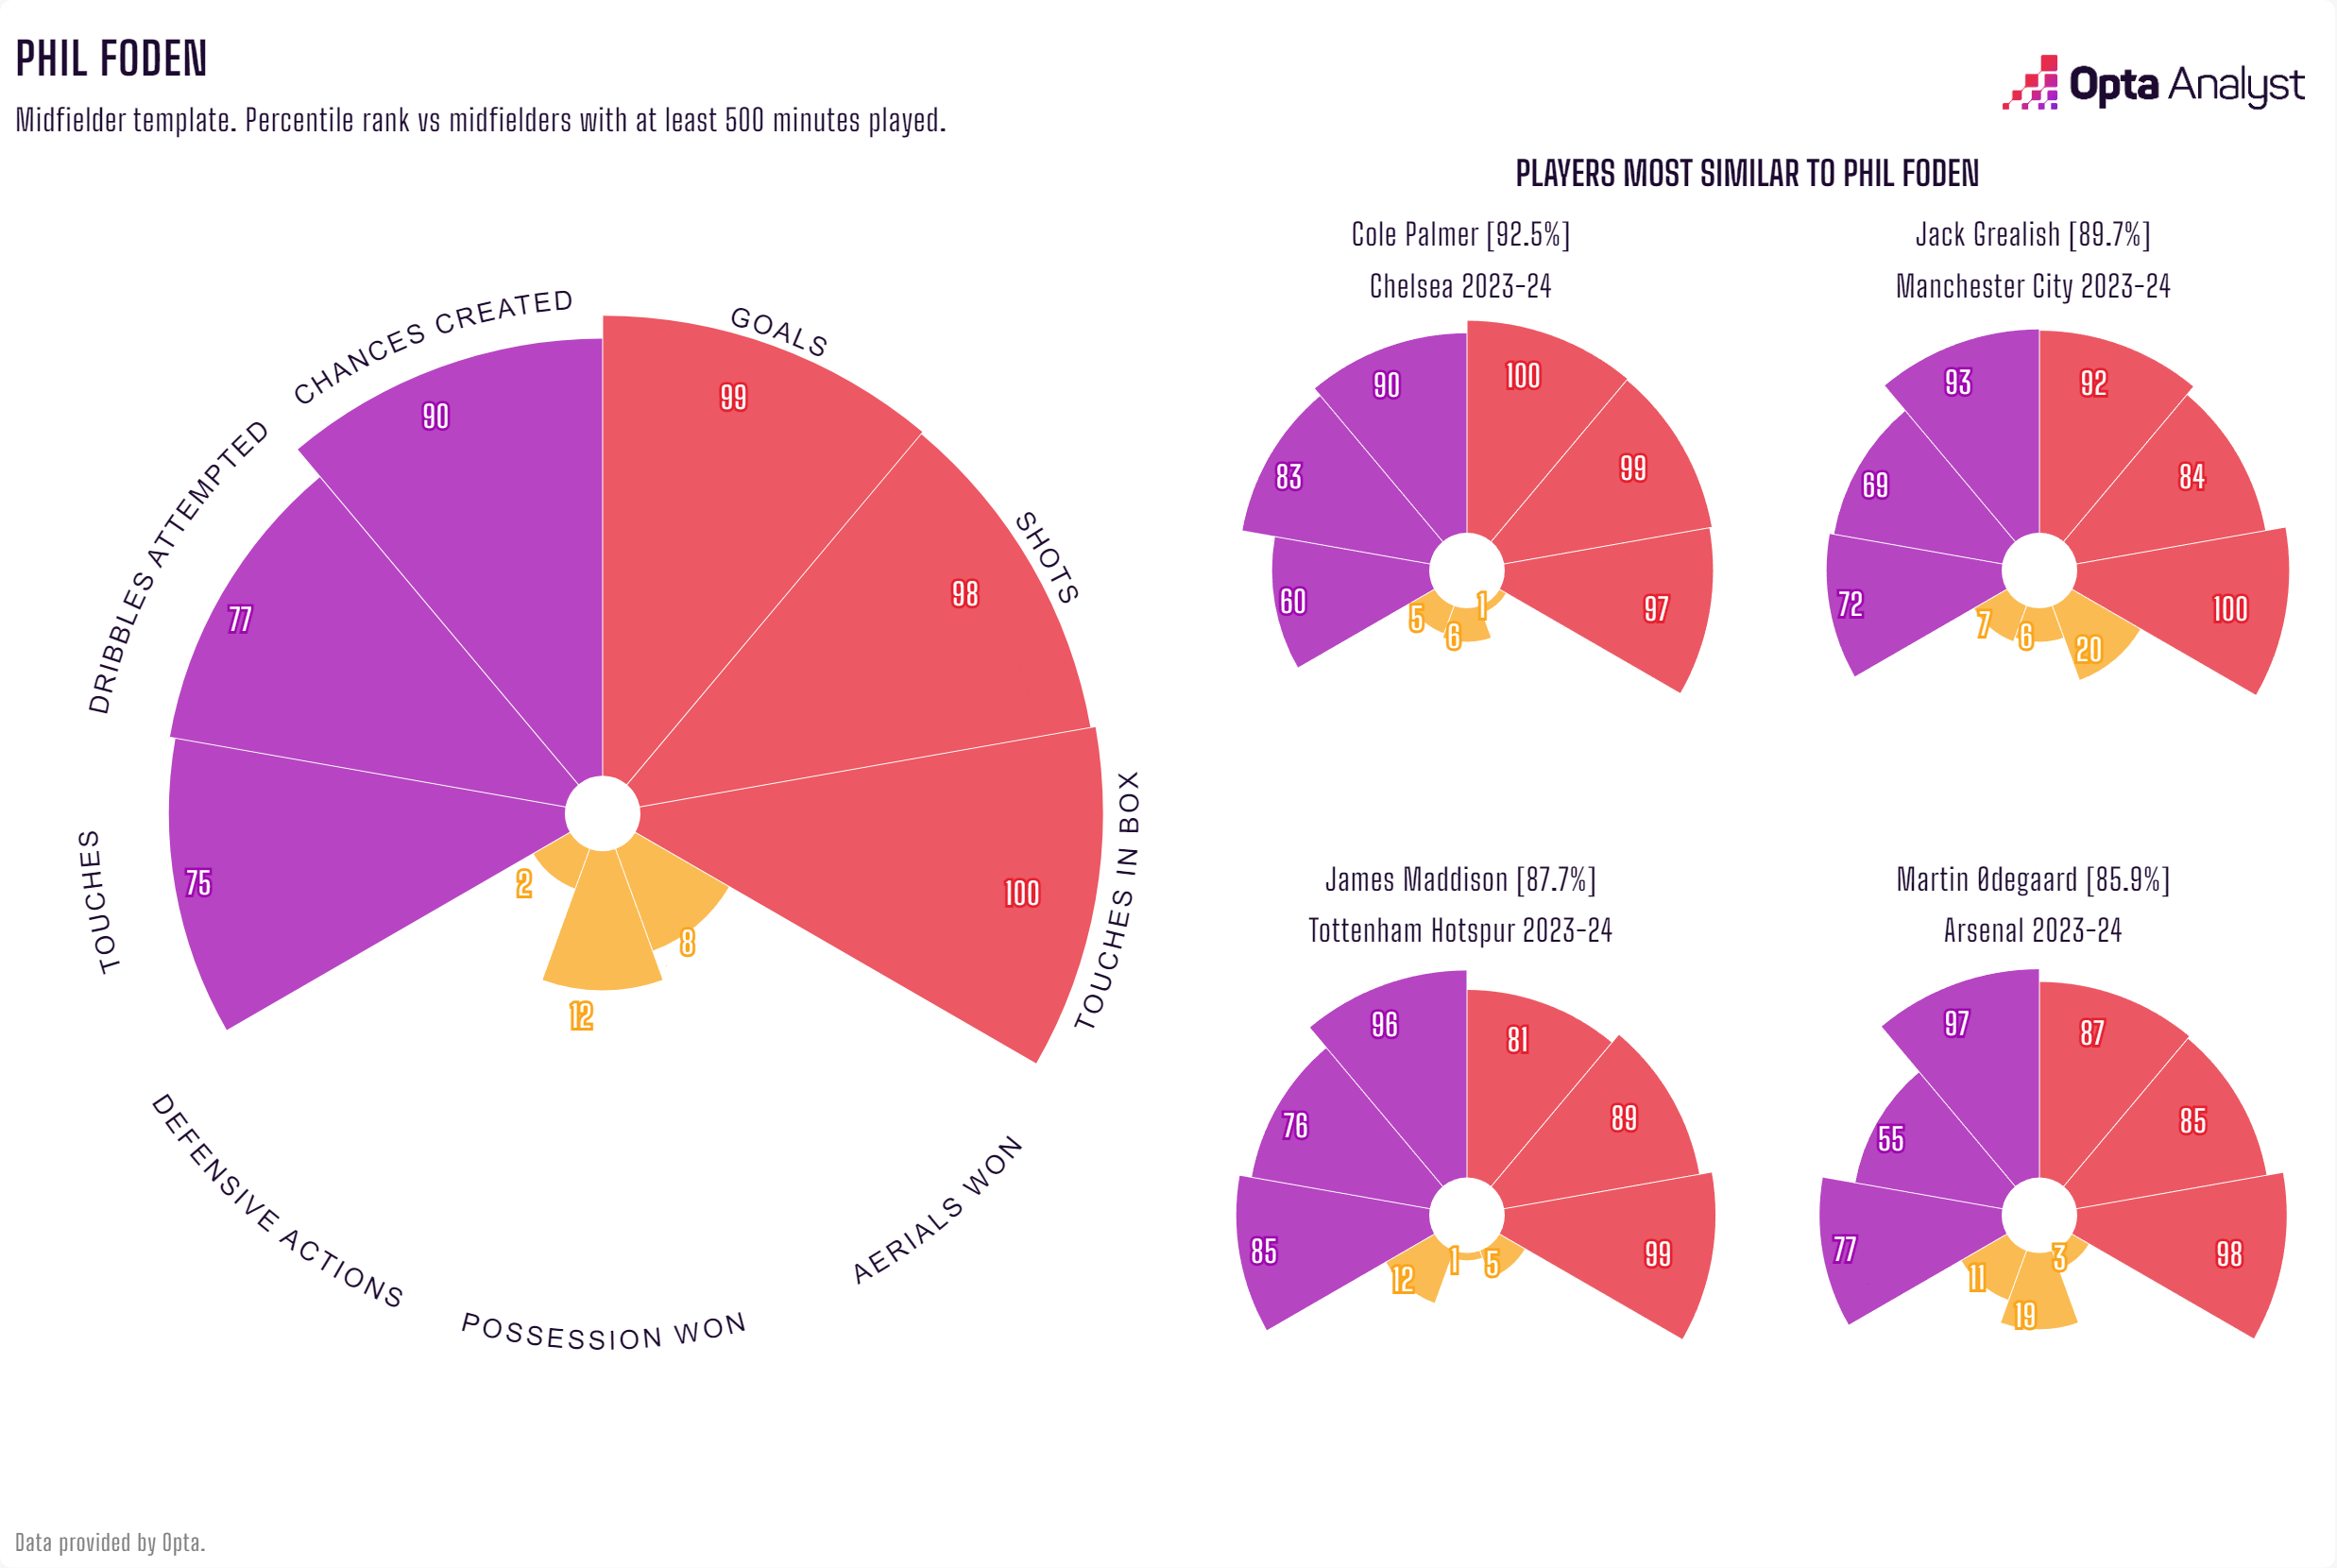 PHIL FODEN
Midfielder template. Percentile rank vs midfielders with at least 500 minutes played.
Opta Analyst
GOALS
99
SHOTS
98
TOUCHES IN BOX
100
AERIALS WON
8
POSSESSION WON
12
DEFENSIVE ACTIONS
2
TOUCHES
75
DRIBBLES ATTEMPTED
77
CHANCES CREATED
90
PLAYERS MOST SIMILAR TO PHIL FODEN
Cole Palmer [92.5%]
Chelsea 2023-24
100
99
97
1
6
5
60
83
90
Jack Grealish [89.7%]
Manchester City 2023-24
92
84
100
20
6
7
72
69
93
James Maddison [87.7%]
Tottenham Hotspur 2023-24
81
89
99
5
1
12
85
76
96
Martin Ødegaard [85.9%]
Arsenal 2023-24
87
85
98
3
19
11
77
55
97
Data provided by Opta.